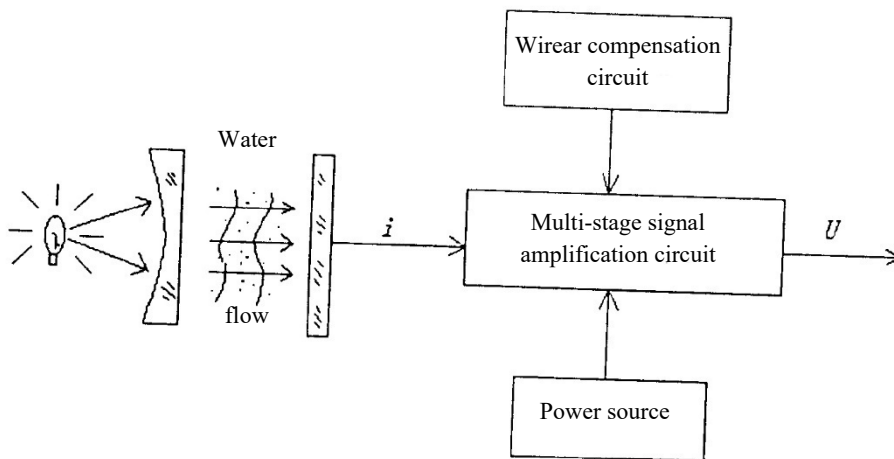 Wirear compensation
circuit
Water
flow
i
Multi-stage signal
amplification circuit
U
Power source